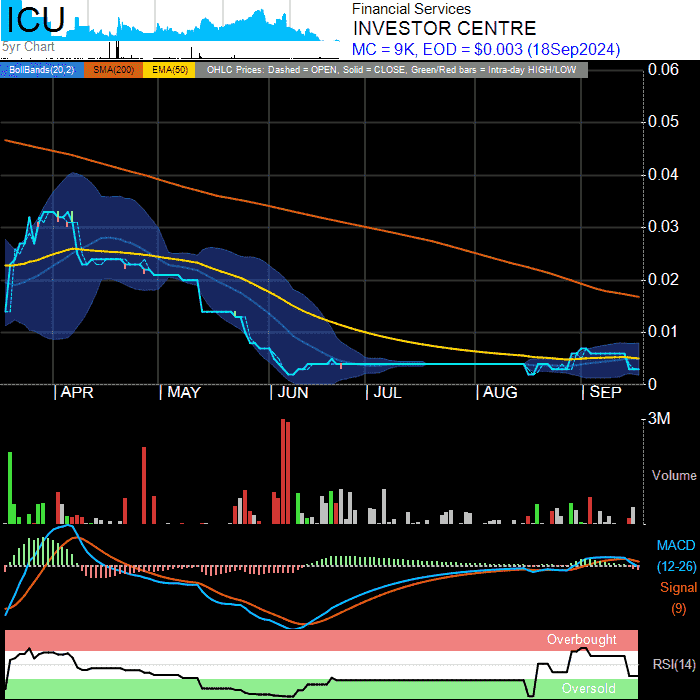 ICU
5yr Chart
Financial Services
INVESTOR CENTRE
MC = 9K, EOD = $0.003 (18Sep2024)
BollBands(20,2) SMA(200) EMA(50) OHLC Prices: Dashed = OPEN, Solid = CLOSE, Green/Red bars = Intra-day HIGH/LOW
0.06
0.05
0.04
0.03
0.02
0.01
0
APR MAY JUN JUL AUG SEP
3M
Volume
MACD
(12-26)
Signal
(9)
Overbought
RSI(14)
Oversold